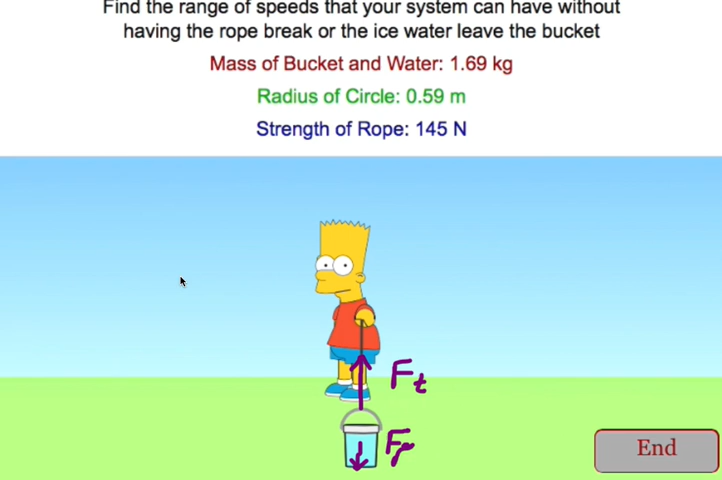 Find the range of speeds that your system can have without
having the rope break or the ice water leave the bucket
Mass of Bucket and Water: 1.69 kg
Radius of Circle: 0.59 m
Strength of Rope: 145 N
Ft
Fg
End